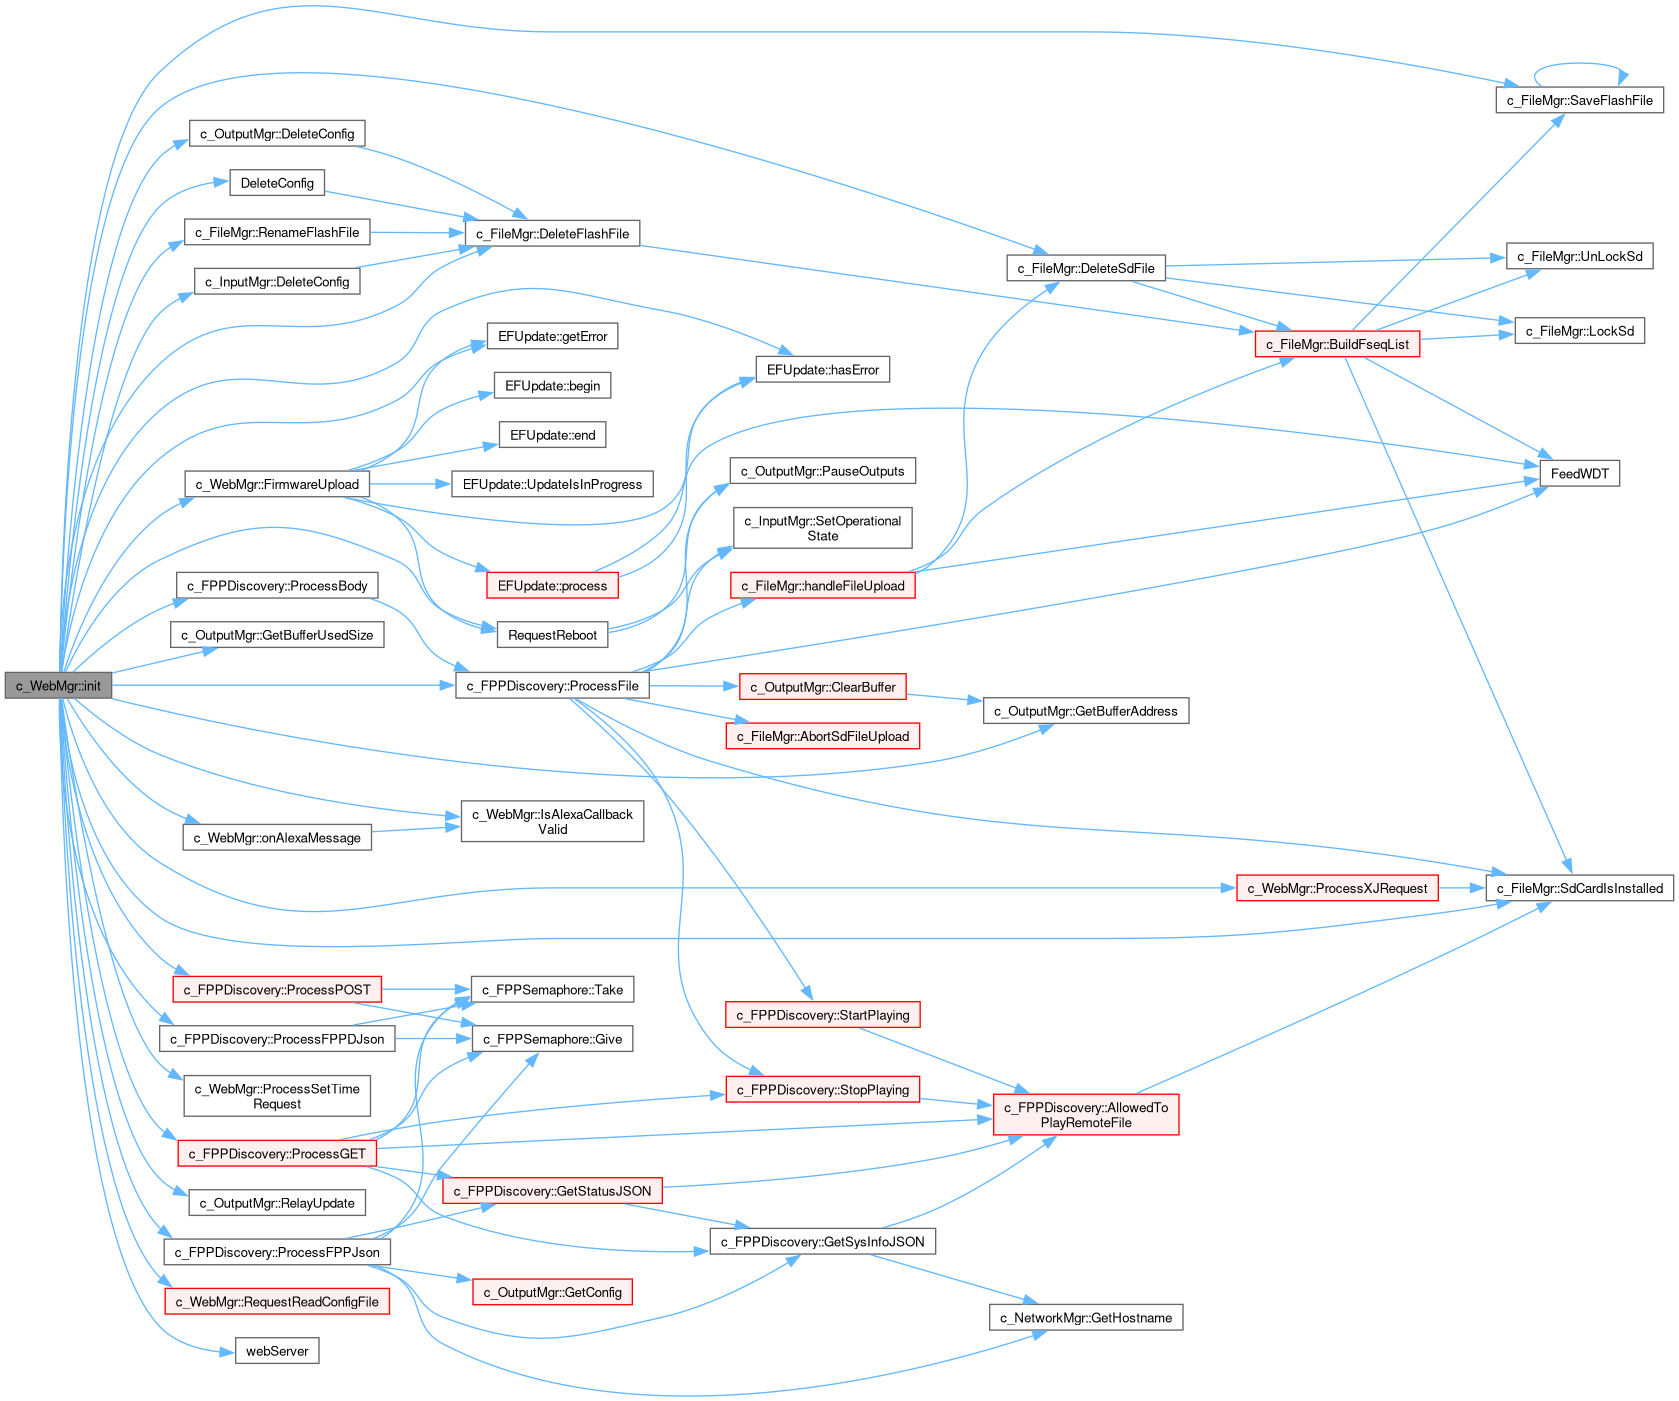 c_WebMgr::init
c_OutputMgr::DeleteConfig
DeleteConfig
c_FileMgr::RenameFlashFile
c_InputMgr::DeleteConfig
c_WebMgr::FirmwareUpload
c_FPPDiscovery::ProcessBody
c_OutputMgr::GetBufferUsedSize
c_WebMgr::onAlexaMessage
c_FPPDiscovery::ProcessPOST
c_FPPDiscovery::ProcessFPPDJson
c_WebMgr::ProcessSetTime
Request
c_FPPDiscovery::ProcessGET
c_OutputMgr::RelayUpdate
c_FPPDiscovery::ProcessFPPJson
c_WebMgr::RequestReadConfigFile
webServer
c_FileMgr::DeleteFlashFile
EFUpdate::getError
EFUpdate::begin
EFUpdate::end
EFUpdate::UpdateIsInProgress
EFUpdate::process
RequestReboot
c_FPPDiscovery::ProcessFile
c_WebMgr::IsAlexaCallback
Valid
c_FPPSemaphore::Take
c_FPPSemaphore::Give
c_FPPDiscovery::GetStatusJSON
c_OutputMgr::GetConfig
EFUpdate::hasError
c_OutputMgr::PauseOutputs
c_InputMgr::SetOperational
State
c_FileMgr::handleFileUpload
c_OutputMgr::ClearBuffer
c_FileMgr::AbortSdFileUpload
c_FPPDiscovery::StartPlaying
c_FPPDiscovery::StopPlaying
c_FPPDiscovery::GetSysInfoJSON
c_FileMgr::DeleteSdFile
c_OutputMgr::GetBufferAddress
c_FPPDiscovery::AllowedTo
PlayRemoteFile
c_NetworkMgr::GetHostname
c_FileMgr::BuildFseqList
c_WebMgr::ProcessXJRequest
c_FileMgr::SaveFlashFile
c_FileMgr::UnLockSd
c_FileMgr::LockSd
FeedWDT
c_FileMgr::SdCardIsInstalled